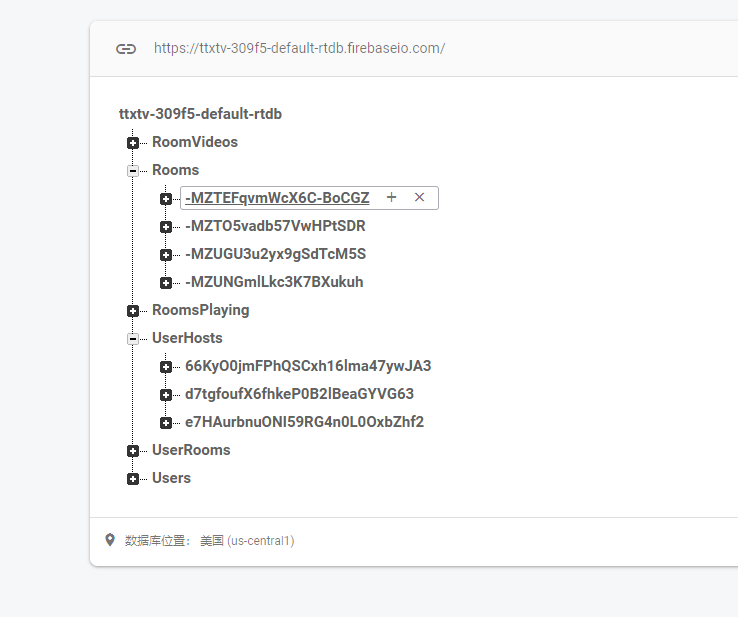 https://ttxtv-309f5-default-rtdb.firebaseio.com/
ttxtv-309f5-default-rtdb
RoomVideos
Rooms
-MZTEFqvmWcX6C-BoCGZ
-MZTO5vadb57VwHPtSDR
-MZUGU3u2yx9gSdTcM5S
-MZUNGmlLkc3K7BXukuh
RoomsPlaying
UserHosts
66KyO0jmFPhQSCxh16lma47ywJA3
d7tgfoufX6fhkeP0B2lBeaGYVG63
e7HAurbnuONI59RG4n0L0OxbZhf2
UserRooms
Users
数据库位置： 美国 (us-central1)